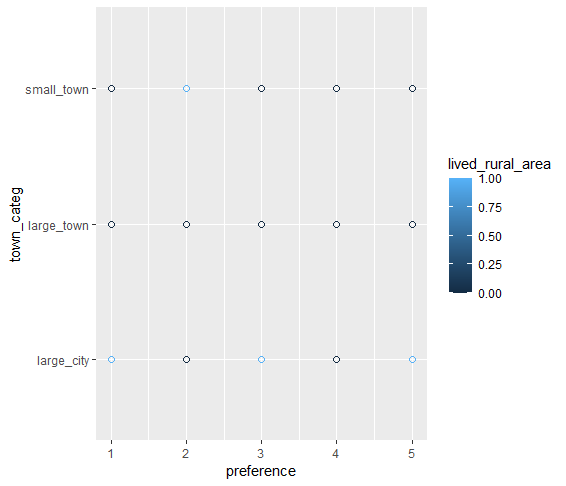 small_town
large_town
large_city
town_categ
1 2 3 4 5
preference
lived_rural_area
1.00
0.75
0.50
0.25
0.00